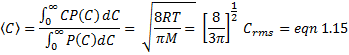 ⟨C⟩ = ∫₀^∞ CP(C) dC / ∫₀^∞ P(C)dC = √(8RT / πM) = [8 / 3π]^(1/2) C_rms = eqn 1.15